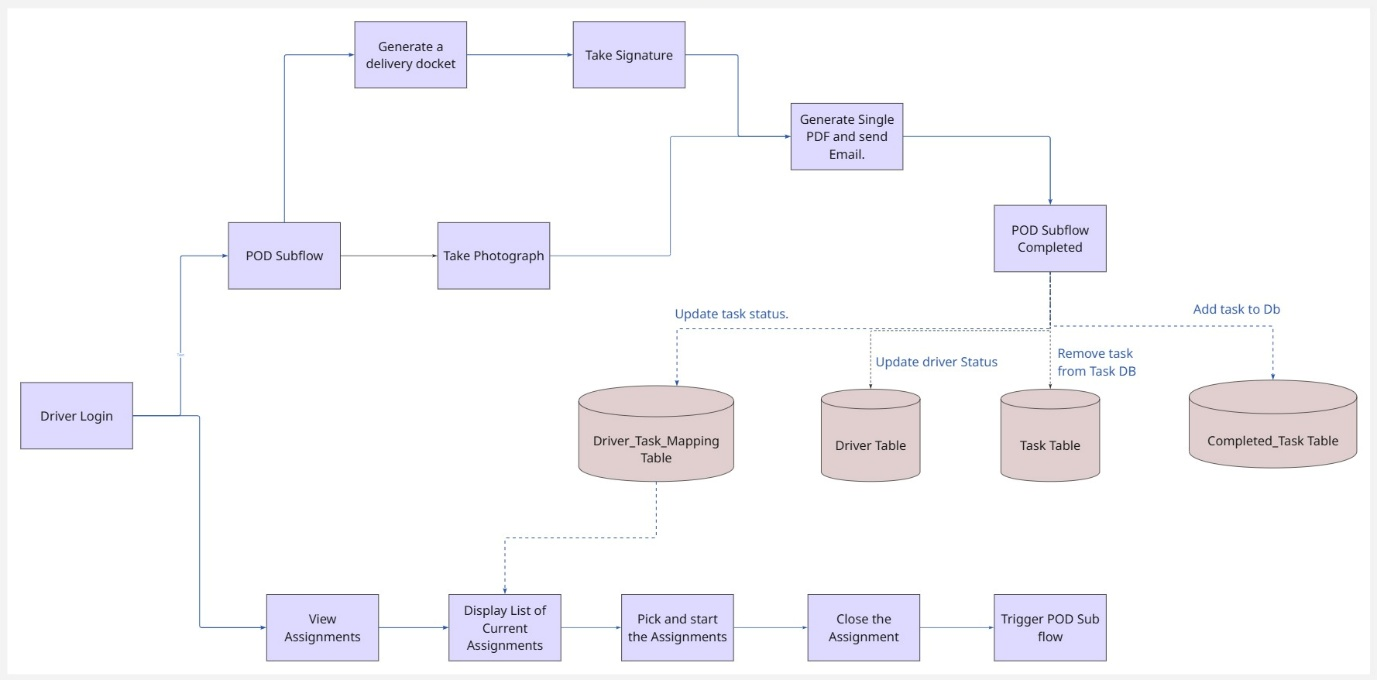 Generate a
delivery docket
Take Signature
Generate Single
PDF and send
Email.
POD Subflow
Take Photograph
POD Subflow
Completed
Update task status.
Add task to Db
Update driver Status
Remove task
from Task DB
Driver Login
Driver_Task_Mapping
Table
Driver Table
Task Table
Completed_Task Table
View
Assignments
Display List of
Current
Assignments
Pick and start
the Assignments
Close the
Assignment
Trigger POD Sub
flow